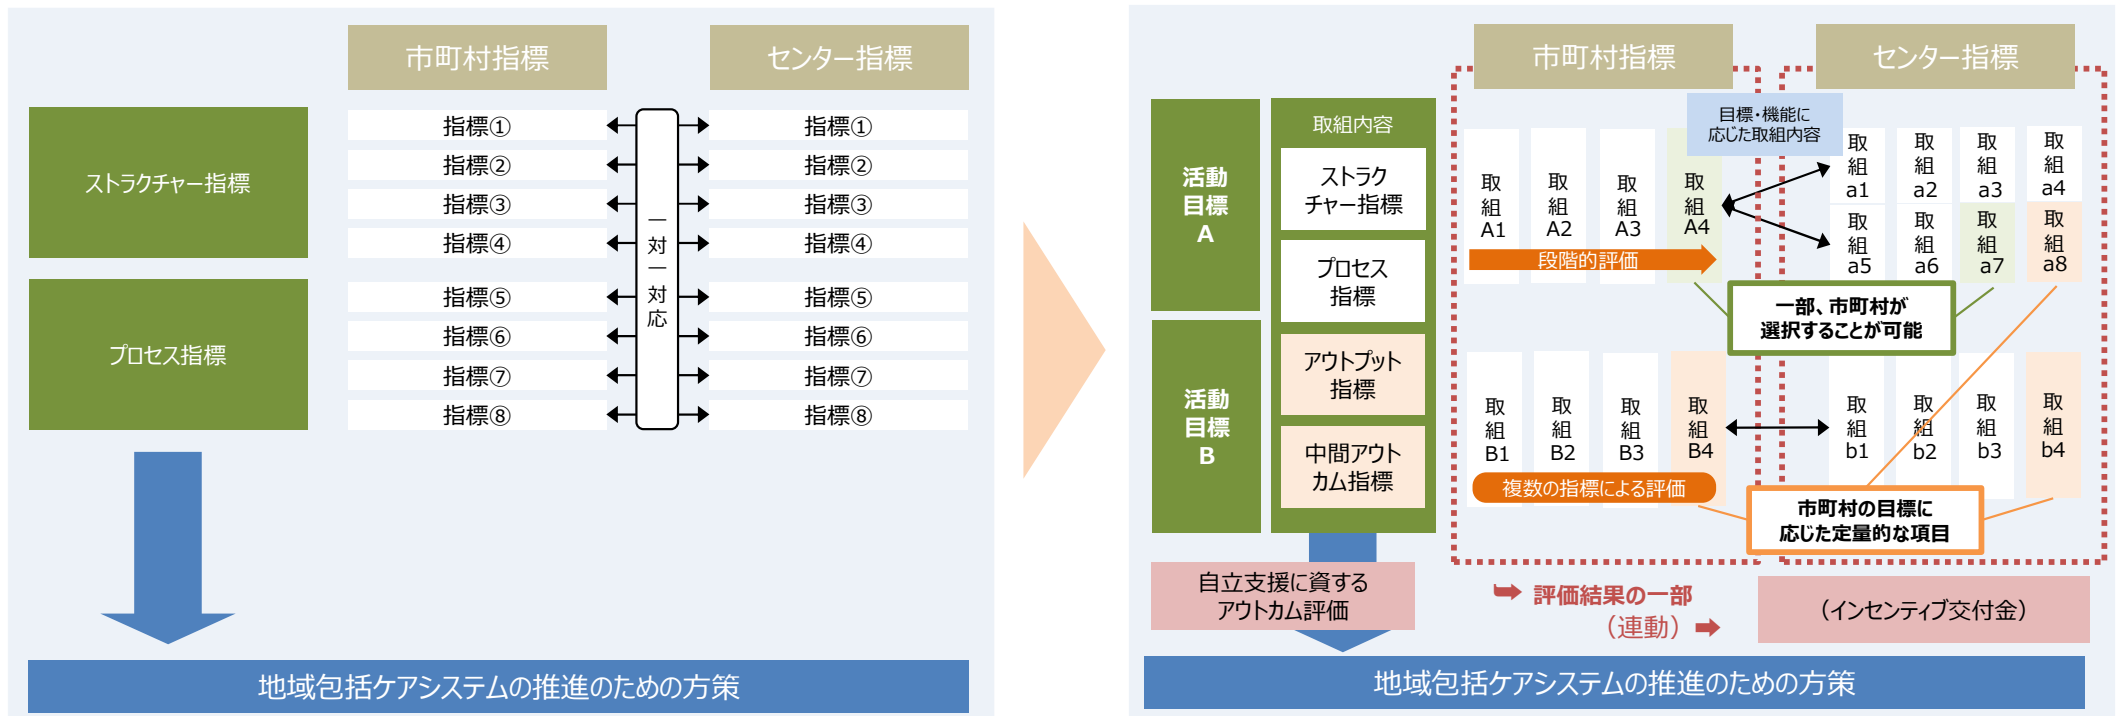 市町村指標
センター指標
ストラクチャー指標
プロセス指標
指標①
指標②
指標③
指標④
指標⑤
指標⑥
指標⑦
指標⑧
一対一対応
指標①
指標②
指標③
指標④
指標⑤
指標⑥
指標⑦
指標⑧
地域包括ケアシステムの推進のための方策
市町村指標
センター指標
活動
目標
A
活動
目標
B
取組内容
ストラク
チャー指標
プロセス
指標
アウトプット
指標
中間アウト
カム指標
目標・機能に
応じた取組内容
取組A1
取組A2
取組A3
取組A4
段階的評価
取組a1
取組a2
取組a3
取組a4
取組a5
取組a6
取組a7
取組a8
一部、市町村が
選択することが可能
取組B1
取組B2
取組B3
取組B4
複数の指標による評価
取組b1
取組b2
取組b3
取組b4
市町村の目標に
応じた定量的な項目
自立支援に資する
アウトカム評価
評価結果の一部
（連動）
（インセンティブ交付金）
地域包括ケアシステムの推進のための方策